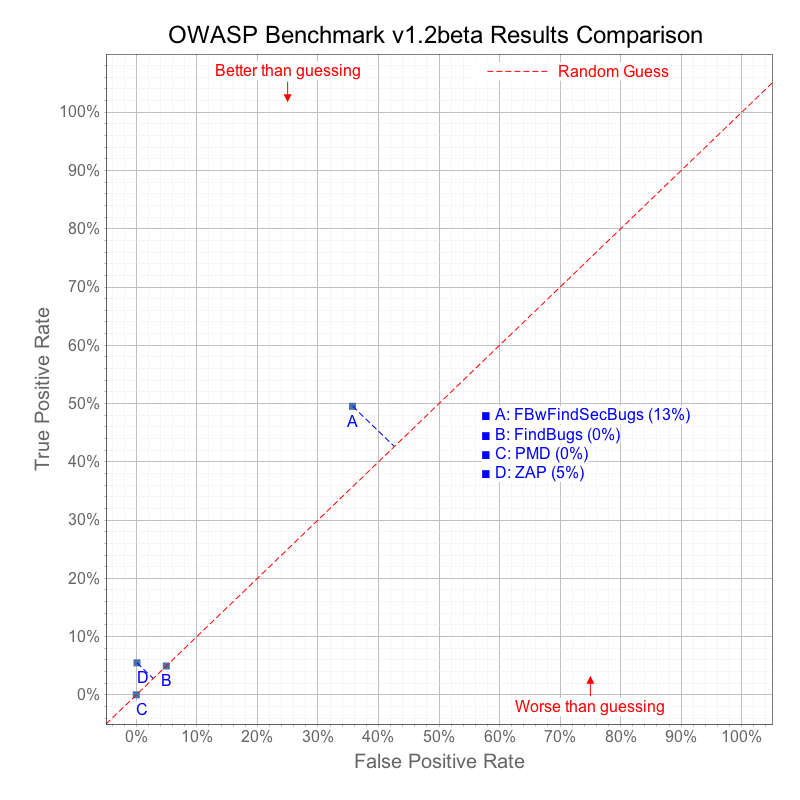 OWASP Benchmark v1.2beta Results Comparison
Better than guessing
Random Guess
100%
90%
80%
70%
60%
50%
40%
30%
20%
10%
0%
True Positive Rate
A
A: FBwFindSecBugs (13%)
B: FindBugs (0%)
C: PMD (0%)
D: ZAP (5%)
D
B
C
Worse than guessing
0% 10% 20% 30% 40% 50% 60% 70% 80% 90% 100%
False Positive Rate